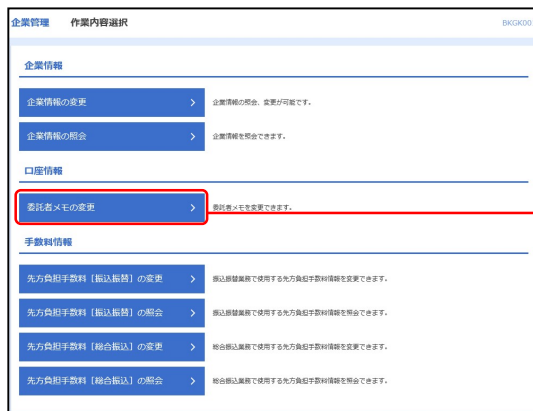 企業管理 作業内容選択 BKGK00
企業情報
企業情報の変更 企業情報の照会、変更が可能です。
企業情報の照会 企業情報を照会できます。
口座情報
委託者メモの変更 委託者メモを変更できます。
手数料情報
先方負担手数料［振込振替］の変更 振込振替業務で使用する先方負担手数料情報を変更できます。
先方負担手数料［振込振替］の照会 振込振替業務で使用する先方負担手数料情報を照会できます。
先方負担手数料［総合振込］の変更 総合振込業務で使用する先方負担手数料情報を変更できます。
先方負担手数料［総合振込］の照会 総合振込業務で使用する先方負担手数料情報を照会できます。